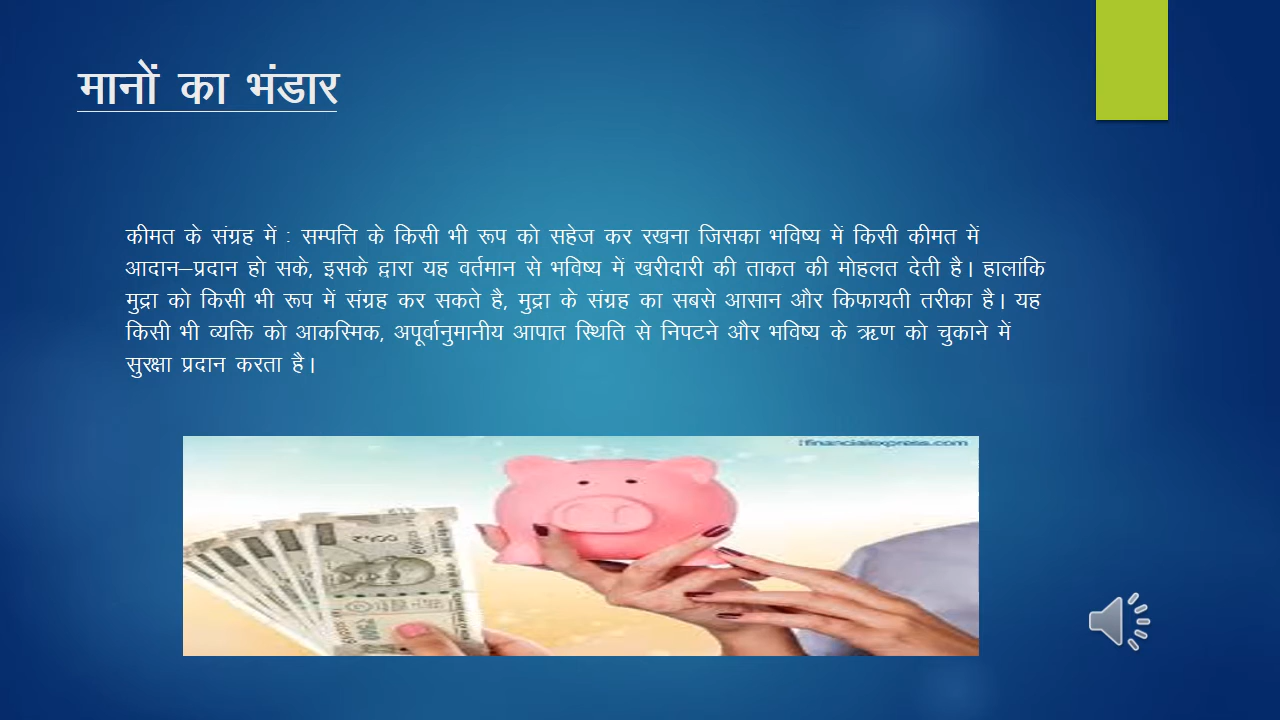 मानों का भंडार
कीमत के संग्रह में : सम्पत्ति के किसी भी रूप को सहेज कर रखना जिसका भविष्य में किसी कीमत में
आदान–प्रदान हो सके, इसके द्वारा यह वर्तमान से भविष्य में खरीदारी की ताकत की मोहलत देती है। हालांकि
मुद्रा को किसी भी रूप में संग्रह कर सकते है, मुद्रा के संग्रह का सबसे आसान और किफायती तरीका है। यह
किसी भी व्यक्ति को आकस्मिक, अपूर्वानुमानीय आपात स्थिति से निपटने और भविष्य के ऋण को चुकाने में
सुरक्षा प्रदान करता है।
financialexpress.com